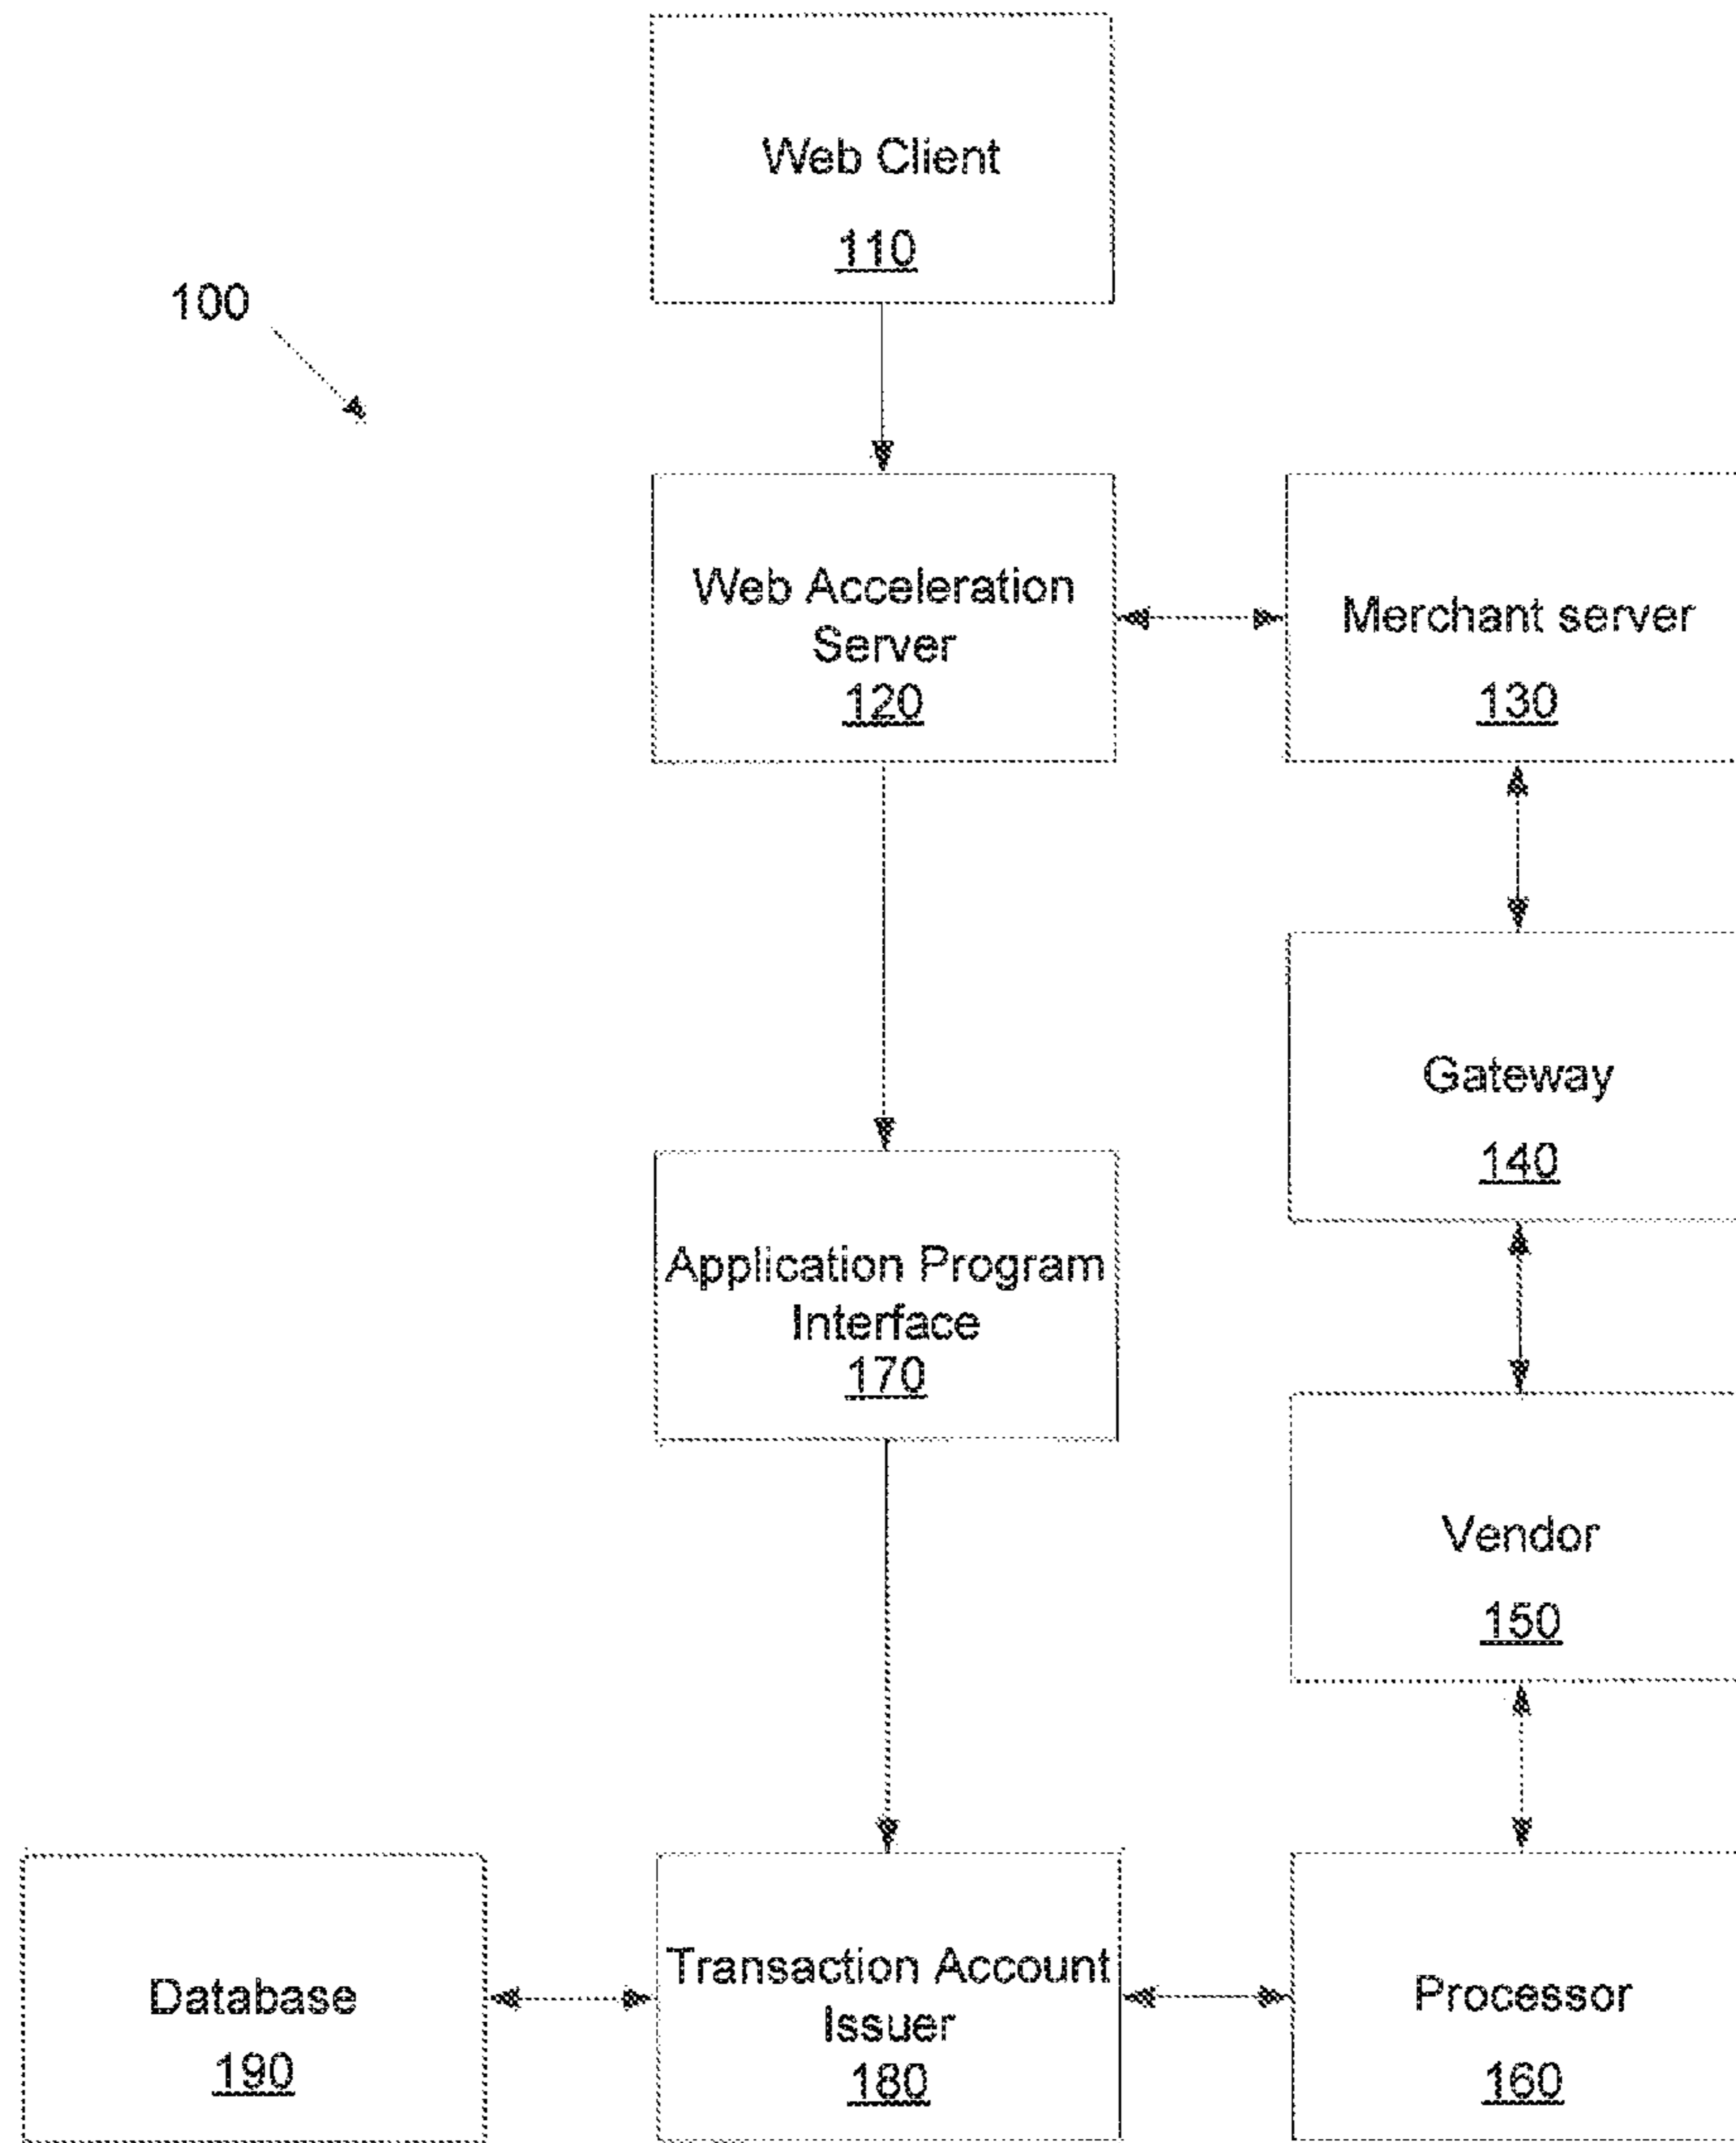 Web Client
110
100
Web Acceleration
Server
120
Merchant server
130
Gateway
140
Application Program
Interface
170
Vendor
150
Database
190
Transaction Account
Issuer
180
Processor
160